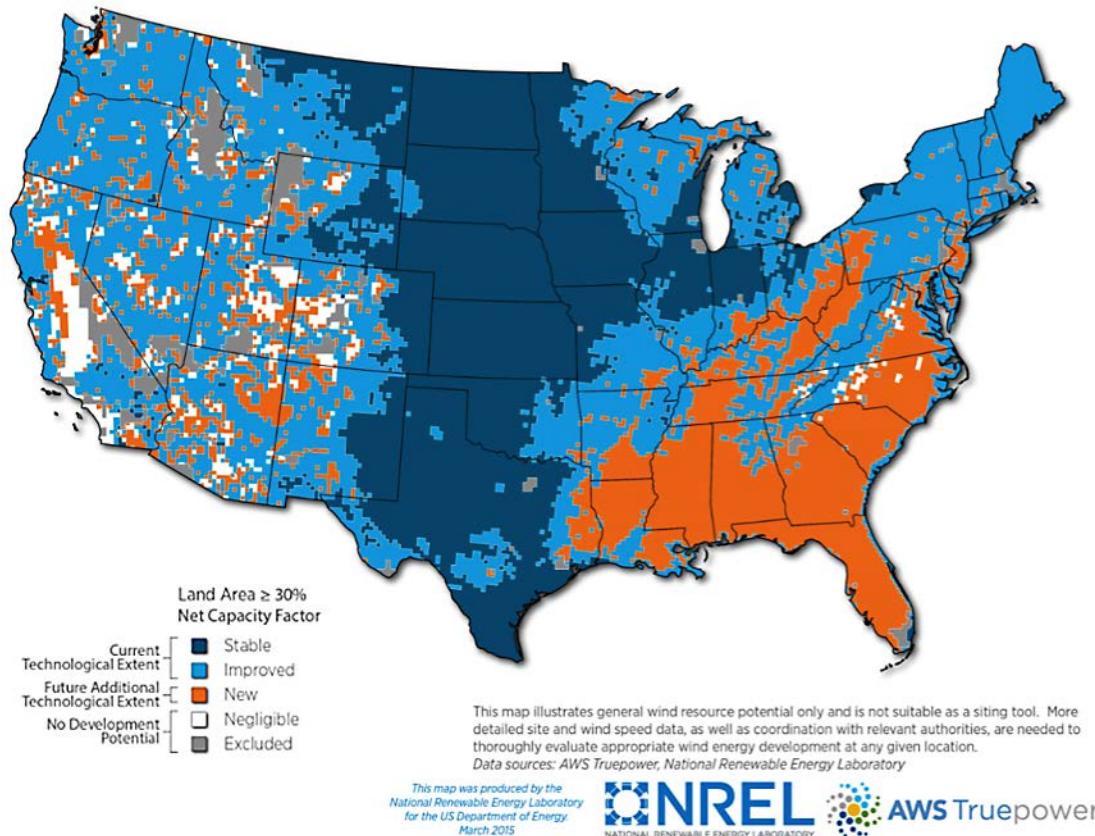 Land Area ≥ 30%
Net Capacity Factor
Current
Technological Extent
Stable
Improved
Future Additional
Technological Extent
New
No Development
Potential
Negligible
Excluded
This map illustrates general wind resource potential only and is not suitable as a siting tool. More
detailed site and wind speed data, as well as coordination with relevant authorities, are needed to
thoroughly evaluate appropriate wind energy development at any given location.
Data sources: AWS Truepower, National Renewable Energy Laboratory
This map was produced by the
National Renewable Energy Laboratory
for the US Department of Energy.
March 2015
NREL
NATIONAL RENEWABLE ENERGY LABORATORY
AWS Truepower